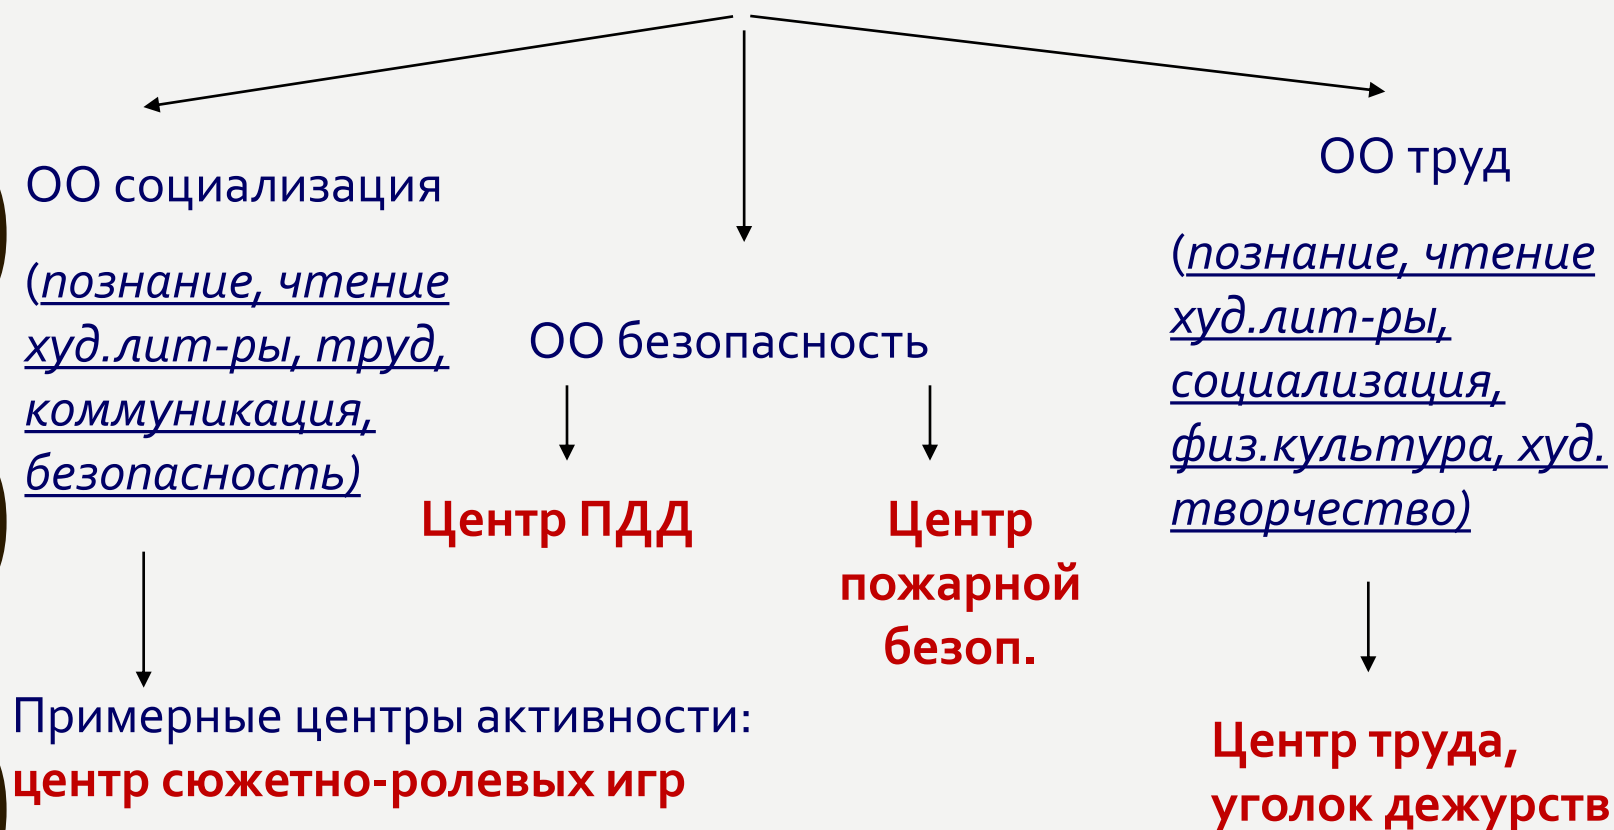 ОО социализация
(познание, чтение
худ.лит-ры, труд,
коммуникация,
безопасность)
Примерные центры активности:
центр сюжетно-ролевых игр
ОО безопасность
Центр ПДД
Центр
пожарной
безоп.
ОО труд
(познание, чтение
худ.лит-ры,
социализация,
физ.культура, худ.
творчество)
Центр труда,
уголок дежурств